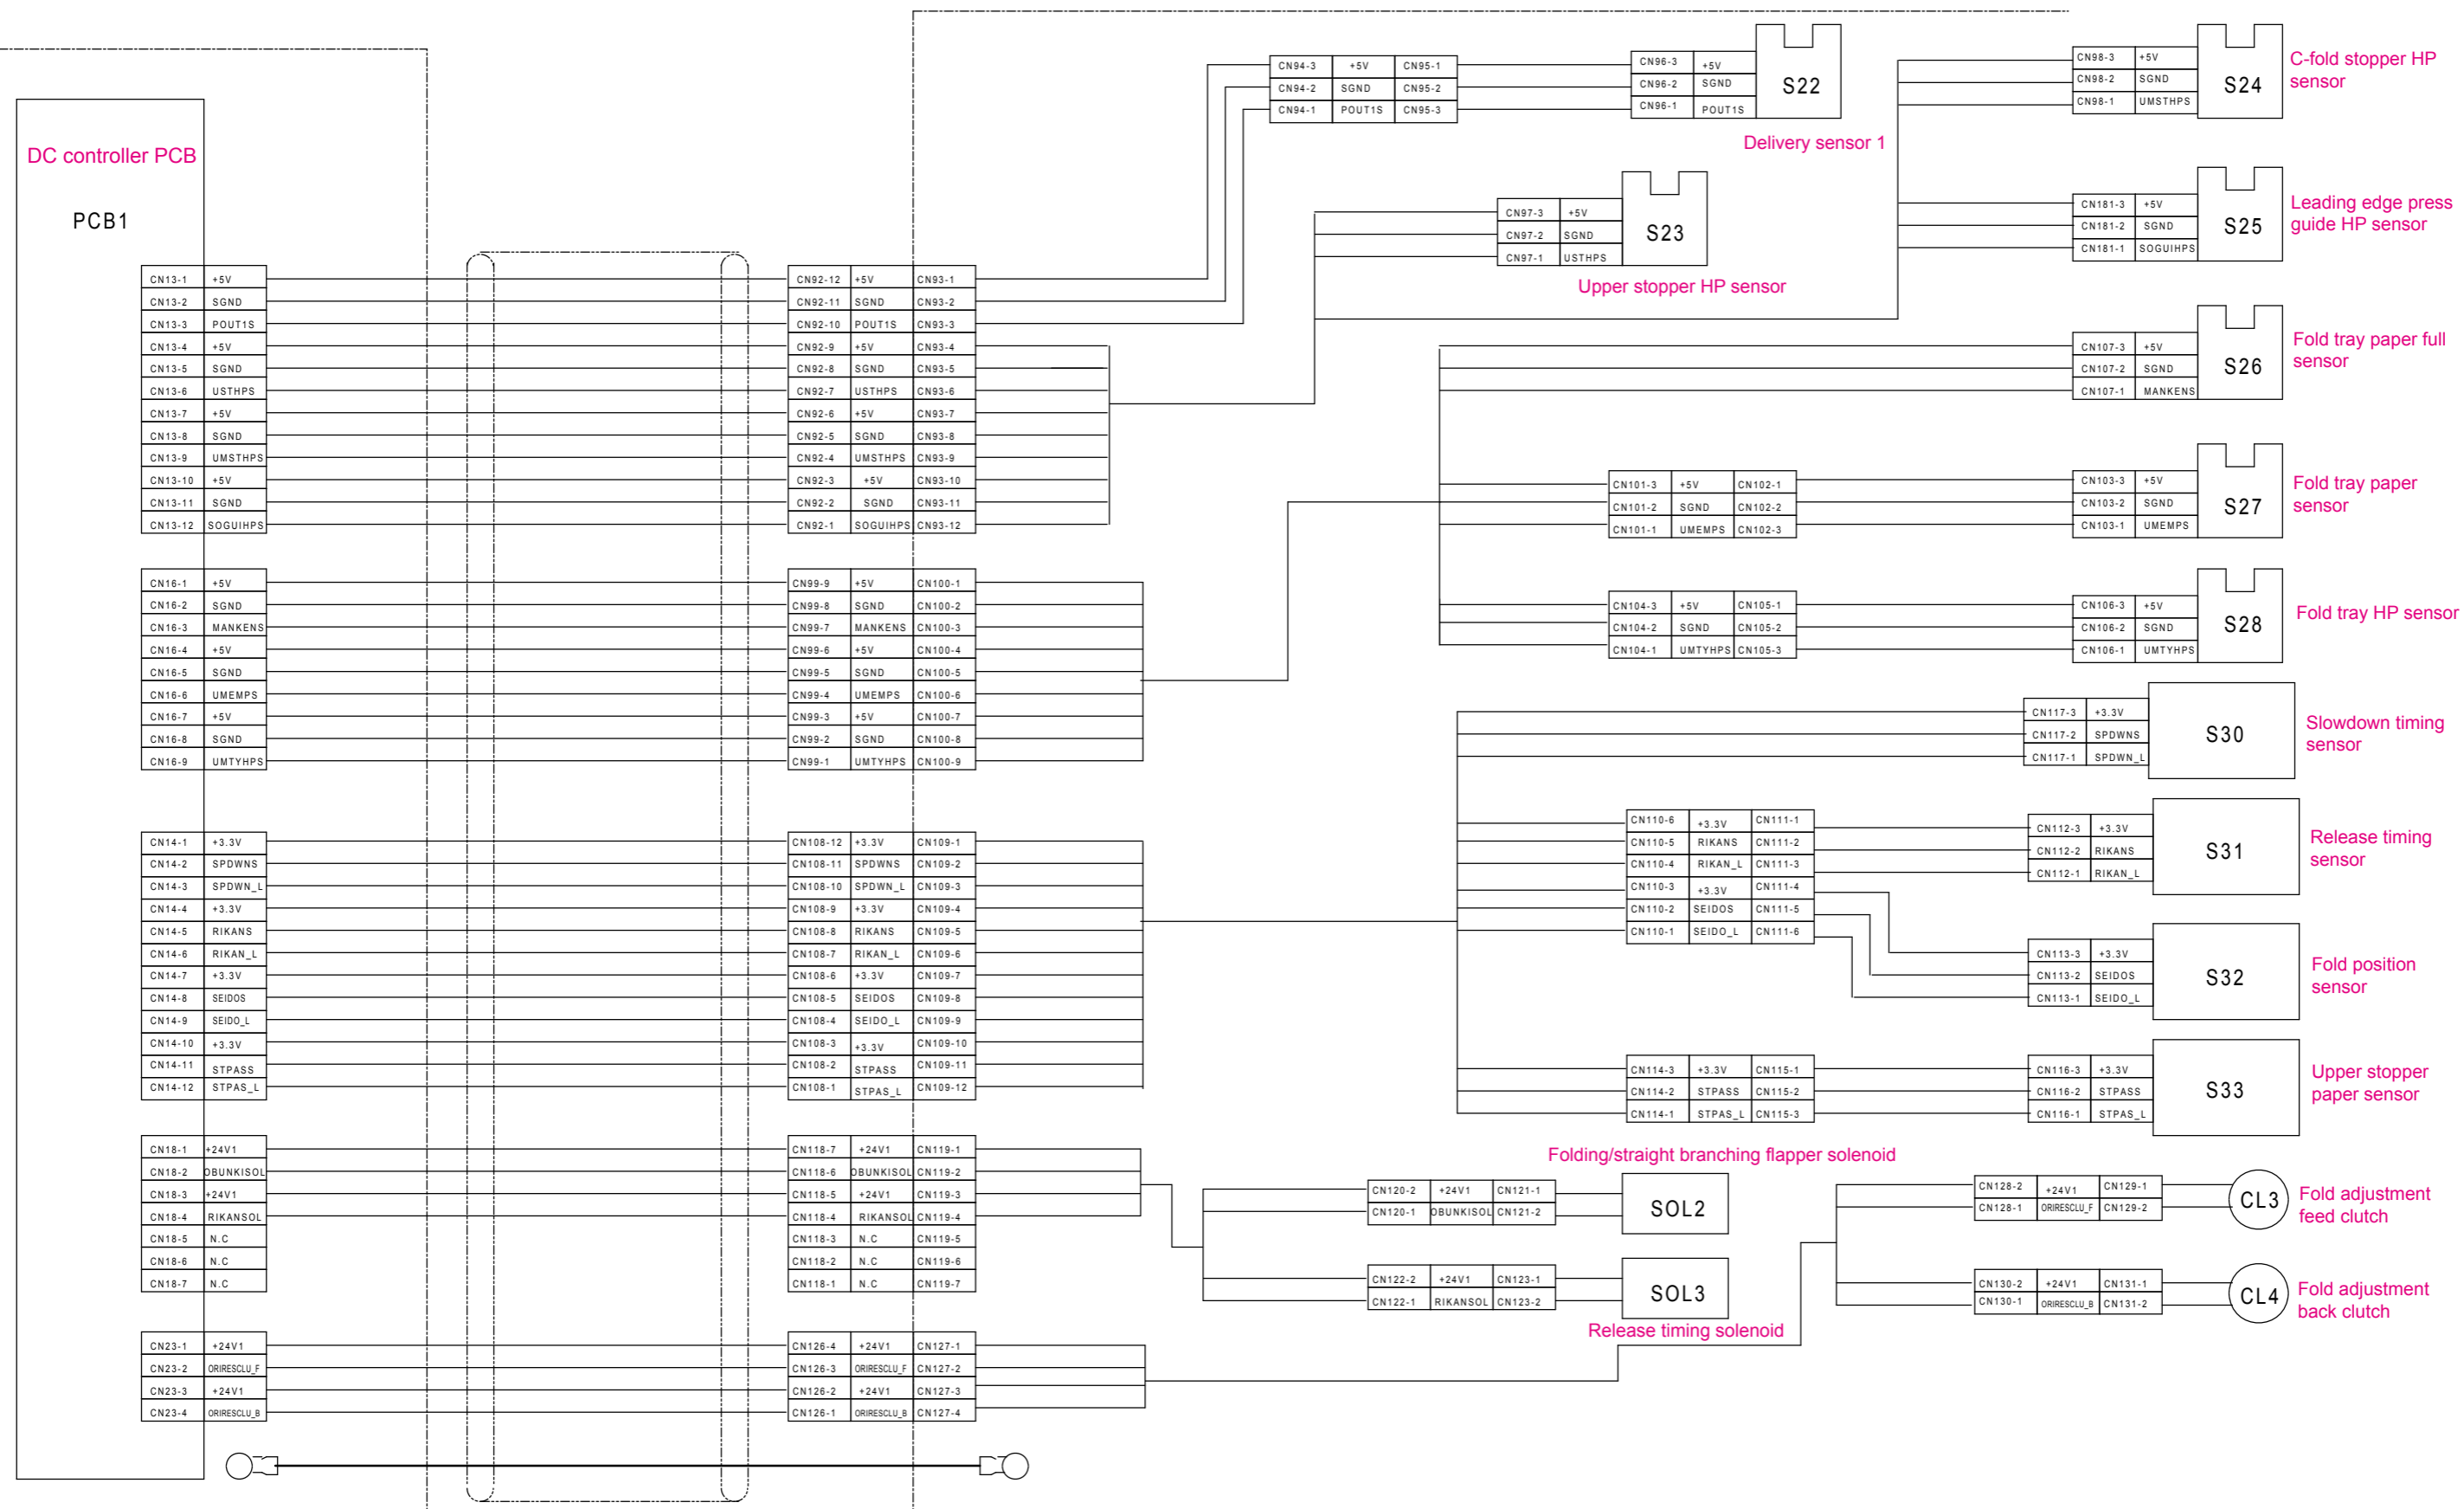 DC controller PCB
PCB1
CN13-1 +5V
CN13-2 SGND
CN13-3 POUT1S
CN13-4 +5V
CN13-5 SGND
CN13-6 USTHPS
CN13-7 +5V
CN13-8 SGND
CN13-9 UMSTHPS
CN13-10 +5V
CN13-11 SGND
CN13-12 SOGUIHPS
CN16-1 +5V
CN16-2 SGND
CN16-3 MANKENS
CN16-4 +5V
CN16-5 SGND
CN16-6 UMEMPS
CN16-7 +5V
CN16-8 SGND
CN16-9 UMTYHPS
CN14-1 +3.3V
CN14-2 SPDWNS
CN14-3 SPDWN_L
CN14-4 +3.3V
CN14-5 RIKANS
CN14-6 RIKAN_L
CN14-7 +3.3V
CN14-8 SEIDOS
CN14-9 SEIDO_L
CN14-10 +3.3V
CN14-11 STPASS
CN14-12 STPAS_L
CN18-1 +24V1
CN18-2 OBUNKISOL
CN18-3 +24V1
CN18-4 RIKANSOL
CN18-5 N.C
CN18-6 N.C
CN18-7 N.C
CN23-1 +24V1
CN23-2 ORIRESCLU_F
CN23-3 +24V1
CN23-4 ORIRESCLU_B
CN92-12 +5V CN93-1
CN92-11 SGND CN93-2
CN92-10 POUT1S CN93-3
CN92-9 +5V CN93-4
CN92-8 SGND CN93-5
CN92-7 USTHPS CN93-6
CN92-6 +5V CN93-7
CN92-5 SGND CN93-8
CN92-4 UMSTHPS CN93-9
CN92-3 +5V CN93-10
CN92-2 SGND CN93-11
CN92-1 SOGUIHPS CN93-12
CN99-9 +5V CN100-1
CN99-8 SGND CN100-2
CN99-7 MANKENS CN100-3
CN99-6 +5V CN100-4
CN99-5 SGND CN100-5
CN99-4 UMEMPS CN100-6
CN99-3 +5V CN100-7
CN99-2 SGND CN100-8
CN99-1 UMTYHPS CN100-9
CN108-12 +3.3V CN109-1
CN108-11 SPDWNS CN109-2
CN108-10 SPDWN_L CN109-3
CN108-9 +3.3V CN109-4
CN108-8 RIKANS CN109-5
CN108-7 RIKAN_L CN109-6
CN108-6 +3.3V CN109-7
CN108-5 SEIDOS CN109-8
CN108-4 SEIDO_L CN109-9
CN108-3 +3.3V CN109-10
CN108-2 STPASS CN109-11
CN108-1 STPAS_L CN109-12
CN118-7 +24V1 CN119-1
CN118-6 OBUNKISOL CN119-2
CN118-5 +24V1 CN119-3
CN118-4 RIKANSOL CN119-4
CN118-3 N.C CN119-5
CN118-2 N.C CN119-6
CN118-1 N.C CN119-7
CN126-4 +24V1 CN127-1
CN126-3 ORIRESCLU_F CN127-2
CN126-2 +24V1 CN127-3
CN126-1 ORIRESCLU_B CN127-4
CN94-3 +5V CN95-1
CN94-2 SGND CN95-2
CN94-1 POUT1S CN95-3
CN96-3 +5V
CN96-2 SGND
CN96-1 POUT1S
S22
Delivery sensor 1
CN97-3 +5V
CN97-2 SGND
CN97-1 USTHPS
S23
Upper stopper HP sensor
CN98-3 +5V
CN98-2 SGND
CN98-1 UMSTHPS
S24
C-fold stopper HP
sensor
CN181-3 +5V
CN181-2 SGND
CN181-1 SOGUIHPS
S25
Leading edge press
guide HP sensor
CN107-3 +5V
CN107-2 SGND
CN107-1 MANKENS
S26
Fold tray paper full
sensor
CN101-3 +5V CN102-1
CN101-2 SGND CN102-2
CN101-1 UMEMPS CN102-3
CN103-3 +5V
CN103-2 SGND
CN103-1 UMEMPS
S27
Fold tray paper
sensor
CN104-3 +5V CN105-1
CN104-2 SGND CN105-2
CN104-1 UMTYHPS CN105-3
CN106-3 +5V
CN106-2 SGND
CN106-1 UMTYHPS
S28
Fold tray HP sensor
CN117-3 +3.3V
CN117-2 SPDWNS
CN117-1 SPDWN_L
S30
Slowdown timing
sensor
CN110-6 +3.3V CN111-1
CN110-5 RIKANS CN111-2
CN110-4 RIKAN_L CN111-3
CN110-3 +3.3V CN111-4
CN110-2 SEIDOS CN111-5
CN110-1 SEIDO_L CN111-6
CN112-3 +3.3V
CN112-2 RIKANS
CN112-1 RIKAN_L
S31
Release timing
sensor
CN113-3 +3.3V
CN113-2 SEIDOS
CN113-1 SEIDO_L
S32
Fold position
sensor
CN114-3 +3.3V CN115-1
CN114-2 STPASS CN115-2
CN114-1 STPAS_L CN115-3
CN116-3 +3.3V
CN116-2 STPASS
CN116-1 STPAS_L
S33
Upper stopper
paper sensor
Folding/straight branching flapper solenoid
CN120-2 +24V1 CN121-1
CN120-1 OBUNKISOL CN121-2
SOL2
CN122-2 +24V1 CN123-1
CN122-1 RIKANSOL CN123-2
SOL3
Release timing solenoid
CN128-2 +24V1 CN129-1
CN128-1 ORIRESCLU_F CN129-2
CL3
Fold adjustment
feed clutch
CN130-2 +24V1 CN131-1
CN130-1 ORIRESCLU_B CN131-2
CL4
Fold adjustment
back clutch